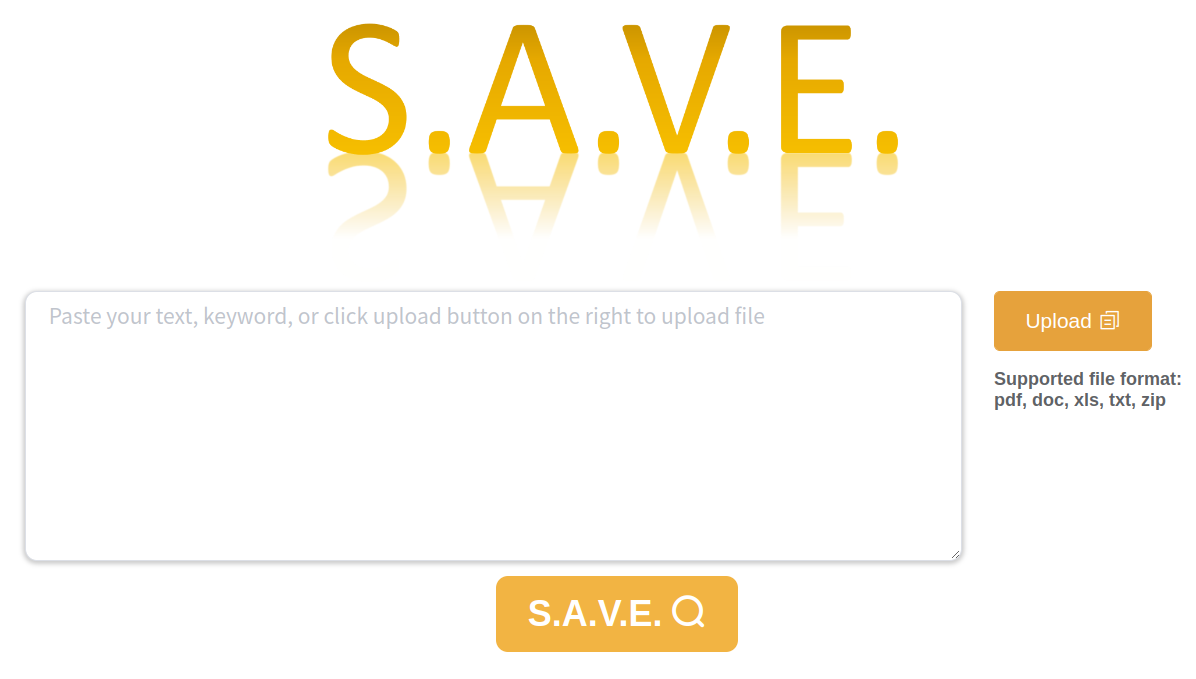 S.A.V.E.
Paste your text, keyword, or click upload button on the right to upload file
Upload
Supported file format:
pdf, doc, xls, txt, zip
S.A.V.E.